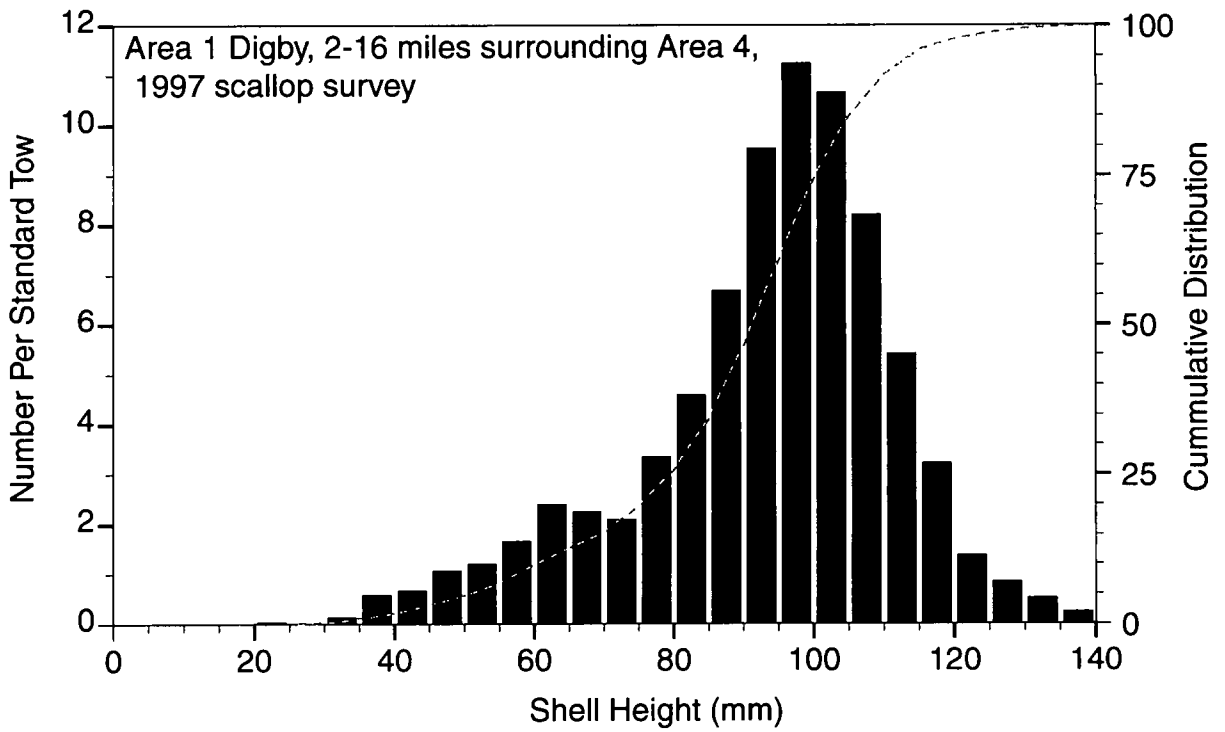 Area 1 Digby, 2-16 miles surrounding Area 4,
1997 scallop survey
Number Per Standard Tow
12
10
8
6
4
2
0
100
75
50
25
0
Cummulative Distribution
0 20 40 60 80 100 120 140
Shell Height (mm)